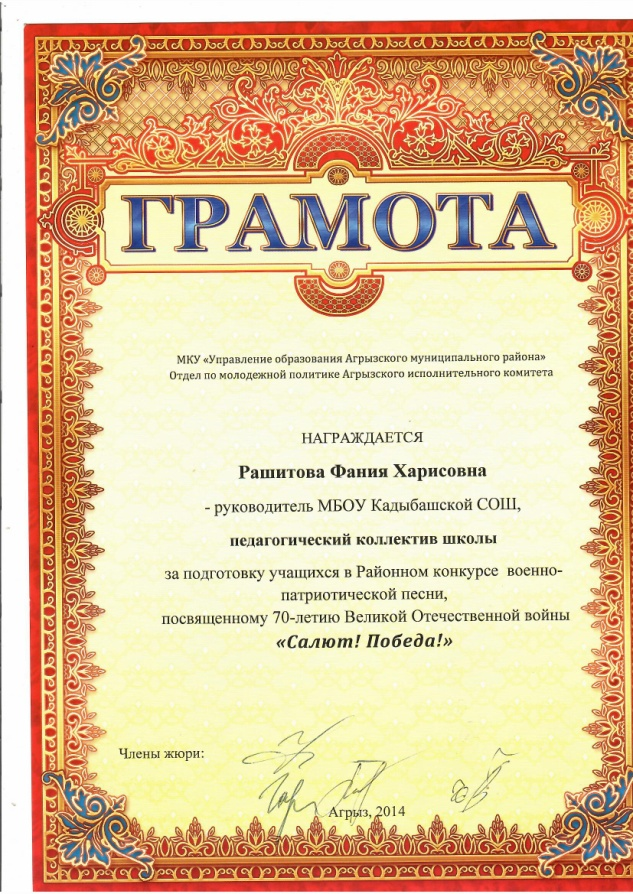 ГРАМОТА
МКУ «Управление образования Агрызского муниципального района»
Отдел по молодежной политике Агрызского исполнительного комитета
НАГРАЖДАЕТСЯ
Рашитова Фания Харисовна
- руководитель МБОУ Кадыбашской СОШ,
педагогический коллектив школы
за подготовку учащихся в Районном конкурсе военно-
патриотической песни,
посвященному 70-летию Великой Отечественной войны
«Салют! Победа!»
Члены жюри:
Агрыз, 2014